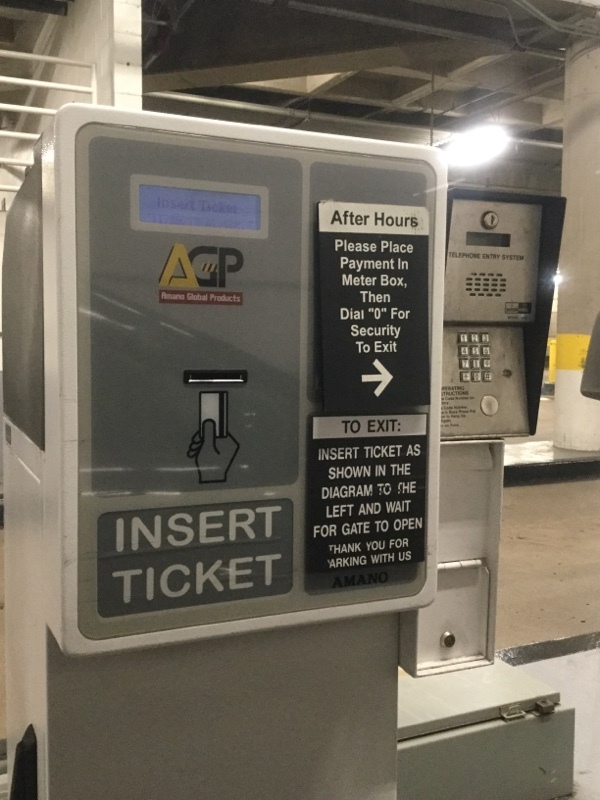 Insert Ticket
AGP
Amano Global Products
INSERT
TICKET
After Hours
Please Place
Payment In
Meter Box,
Then
Dial "0" For
Security
To Exit
TO EXIT:
INSERT TICKET AS
SHOWN IN THE
DIAGRAM TO THE
LEFT AND WAIT
FOR GATE TO OPEN
THANK YOU FOR
PARKING WITH US
AMANO
TELEPHONE ENTRY SYSTEM
OPERATING
INSTRUCTIONS